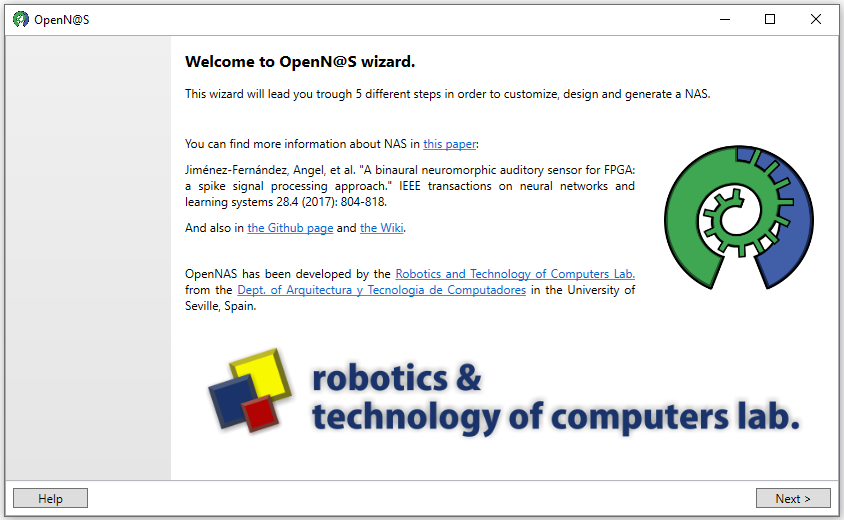 OpenN@S
Welcome to OpenN@S wizard.
This wizard will lead you trough 5 different steps in order to customize, design and generate a NAS.
You can find more information about NAS in this paper:
Jiménez-Fernández, Angel, et al. "A binaural neuromorphic auditory sensor for FPGA:
a spike signal processing approach." IEEE transactions on neural networks and
learning systems 28.4 (2017): 804-818.
And also in the Github page and the Wiki.
OpenNAS has been developed by the Robotics and Technology of Computers Lab.
from the Dept. of Arquitectura y Tecnologia de Computadores in the University of
Seville, Spain.
robotics &
technology of computers lab.
Help
Next >